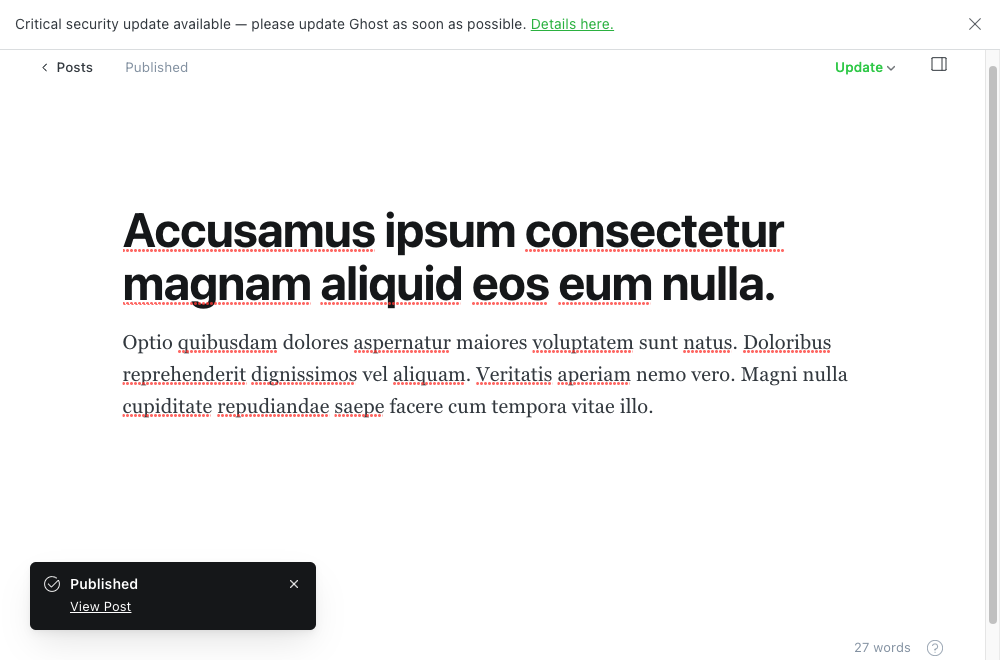 Critical security update available — please update Ghost as soon as possible. Details here.
Posts
Published
Update
Accusamus ipsum consectetur
magnam aliquid eos eum nulla.
Optio quibusdam dolores aspernatur maiores voluptatem sunt natus. Doloribus
reprehenderit dignissimos vel aliquam. Veritatis aperiam nemo vero. Magni nulla
cupiditate repudiandae saepe facere cum tempora vitae illo.
Published
View Post
27 words
?